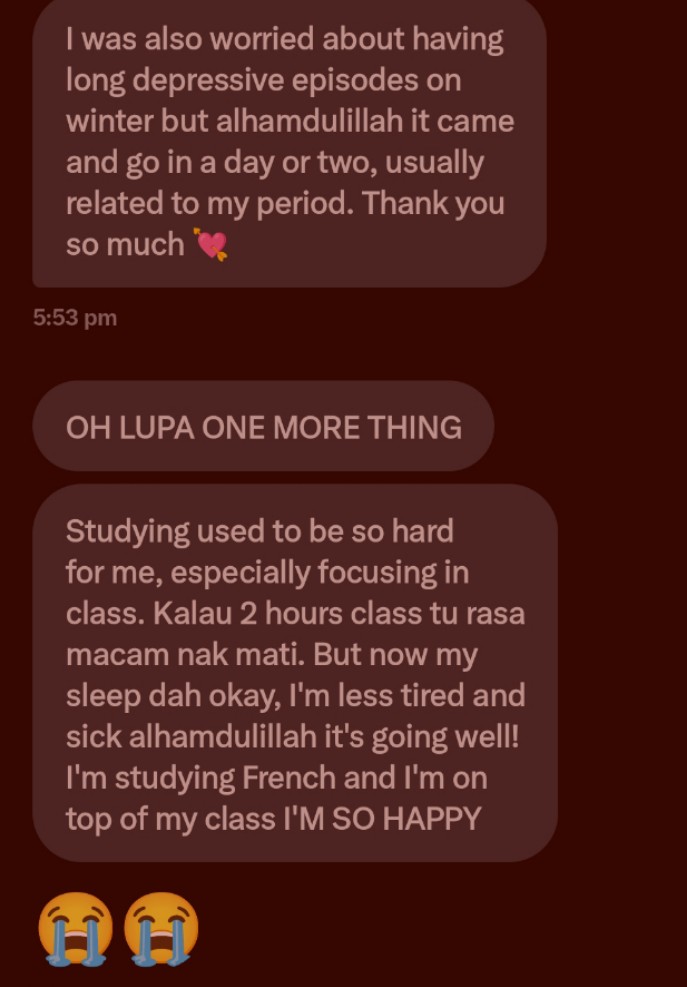 I was also worried about having
long depressive episodes on
winter but alhamdulillah it came
and go in a day or two, usually
related to my period. Thank you
so much 💘
5:53 pm
OH LUPA ONE MORE THING
Studying used to be so hard
for me, especially focusing in
class. Kalau 2 hours class tu rasa
macam nak mati. But now my
sleep dah okay, I'm less tired and
sick alhamdulillah it's going well!
I'm studying French and I'm on
top of my class I'M SO HAPPY
😭😭